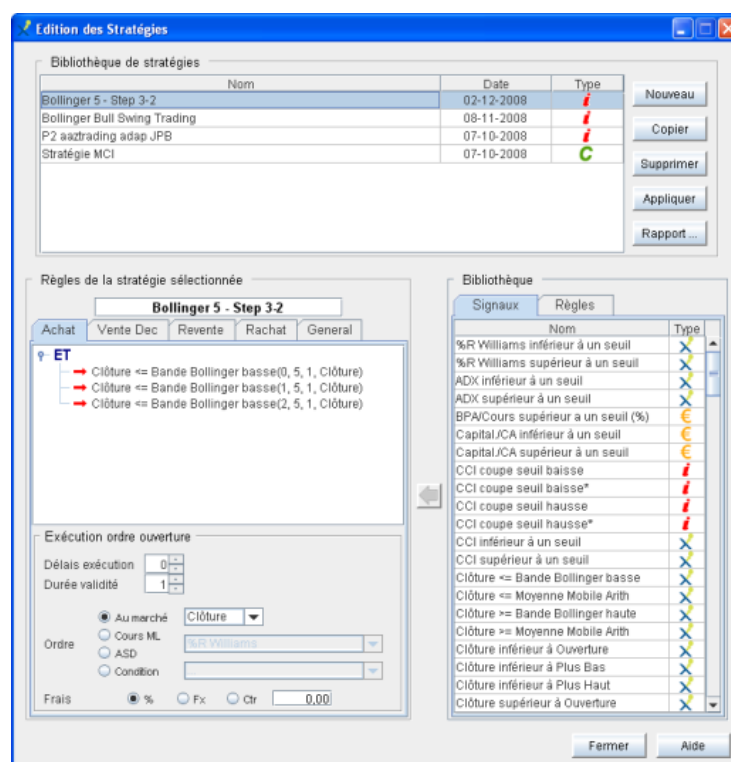 Edition des Stratégies
Bibliothèque de stratégies
Nom Date Type
Bollinger 5 - Step 3-2 02-12-2008 i
Bollinger Bull Swing Trading 08-11-2008 i
P2 aaztrading adap JPB 07-10-2008 i
Stratégie MCI 07-10-2008 C
Nouveau
Copier
Supprimer
Appliquer
Rapport ...
Règles de la stratégie sélectionnée
Bollinger 5 - Step 3-2
Achat Vente Dec Revente Rachat General
ET
Clôture <= Bande Bollinger basse(0, 5, 1, Clôture)
Clôture <= Bande Bollinger basse(1, 5, 1, Clôture)
Clôture <= Bande Bollinger basse(2, 5, 1, Clôture)
Exécution ordre ouverture
Délais exécution 0
Durée validité 1
Ordre
Au marché Clôture
Cours ML %R Williams
ASD
Condition
Frais % Fx Ctr 0,00
Bibliothèque
Signaux Règles
Nom Type
%R Williams inférieur à un seuil
%R Williams supérieur à un seuil
ADX inférieur à un seuil
ADX supérieur à un seuil
BPA/Cours supérieur a un seuil (%) €
Capital./CA inférieur à un seuil €
Capital./CA supérieur à un seuil €
CCI coupe seuil baisse i
CCI coupe seuil baisse* i
CCI coupe seuil hausse i
CCI coupe seuil hausse* i
CCI inférieur à un seuil
CCI supérieur à un seuil
Clôture <= Bande Bollinger basse
Clôture <= Moyenne Mobile Arith
Clôture >= Bande Bollinger haute
Clôture >= Moyenne Mobile Arith
Clôture inférieur à Ouverture
Clôture inférieur à Plus Bas
Clôture inférieur à Plus Haut
Clôture supérieur à Ouverture
Fermer Aide